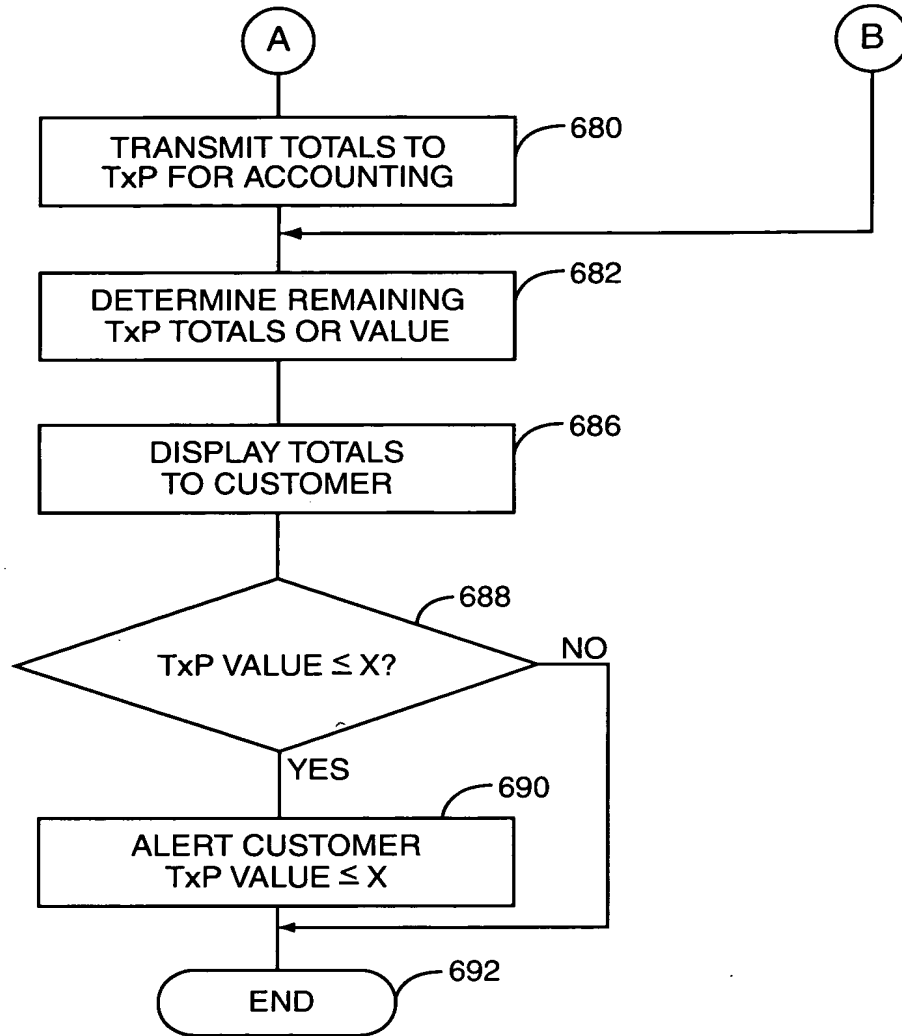 A
B
TRANSMIT TOTALS TO
TxP FOR ACCOUNTING
680
DETERMINE REMAINING
TxP TOTALS OR VALUE
682
DISPLAY TOTALS
TO CUSTOMER
686
TxP VALUE ≤ X?
688
NO
YES
ALERT CUSTOMER
TxP VALUE ≤ X
690
END
692